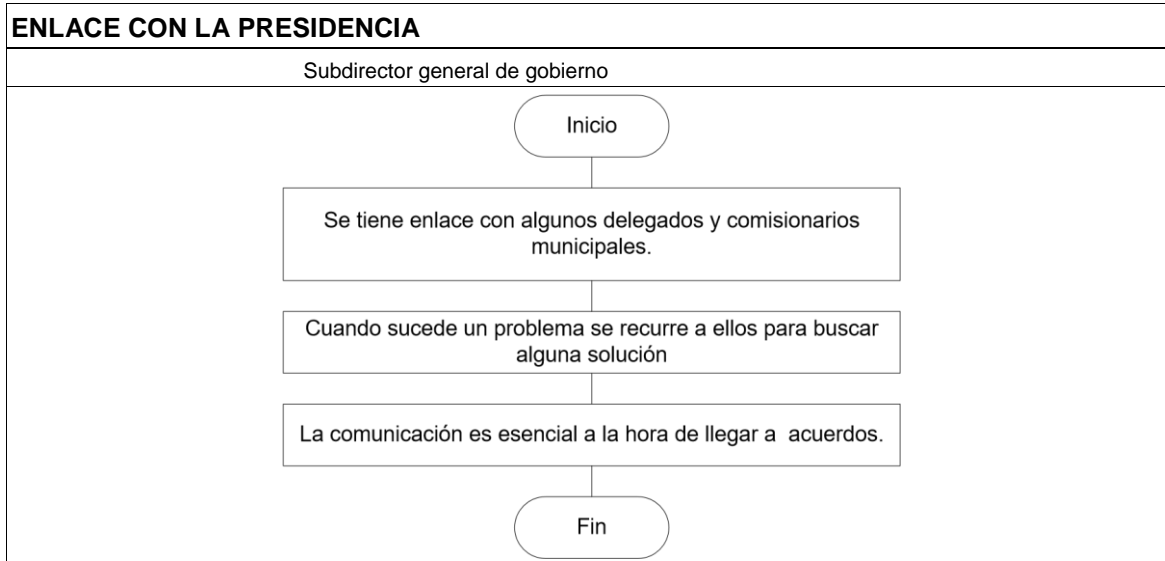 ENLACE CON LA PRESIDENCIA
Subdirector general de gobierno
Inicio
Se tiene enlace con algunos delegados y comisionarios
municipales.
Cuando sucede un problema se recurre a ellos para buscar
alguna solución
La comunicación es esencial a la hora de llegar a  acuerdos.
Fin